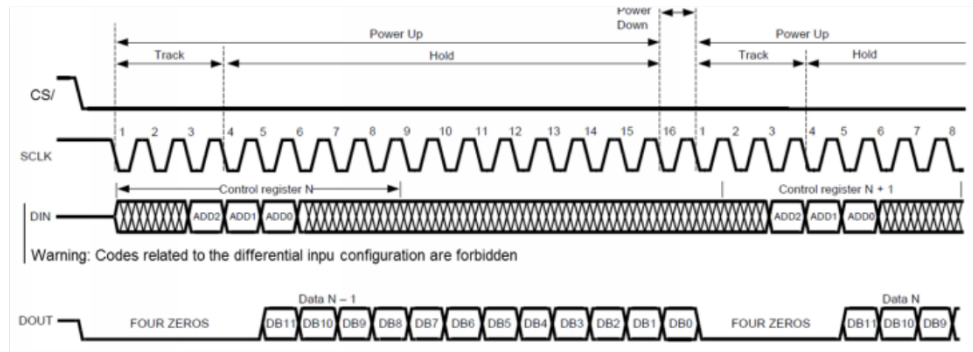 Power
Down
Power Up
Power Up
Track
Hold
Track
Hold
CS/
1 2 3 4 5 6 7 8 9 10 11 12 13 14 15 16 1 2 3 4 5 6 7 8
SCLK
Control register N
Control register N + 1
DIN
ADD2 ADD1 ADD0
ADD2 ADD1 ADD0
Warning: Codes related to the differential inpu configuration are forbidden
Data N – 1
Data N
DOUT
FOUR ZEROS
DB11 DB10 DB9 DB8 DB7 DB6 DB5 DB4 DB3 DB2 DB1 DB0
FOUR ZEROS
DB11 DB10 DB9